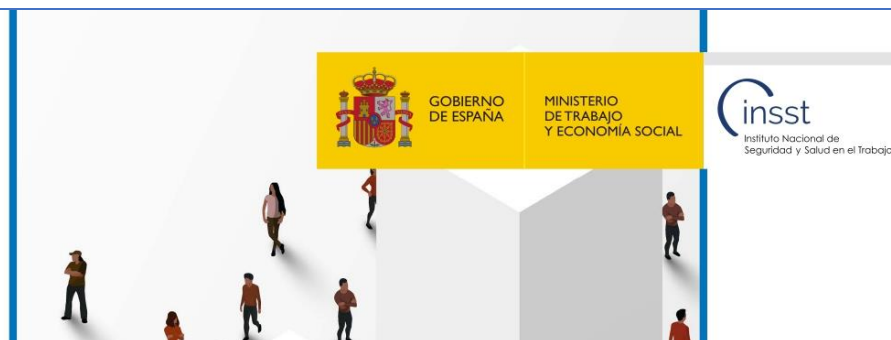 GOBIERNO
DE ESPAÑA
MINISTERIO
DE TRABAJO
Y ECONOMÍA SOCIAL
insst
Instituto Nacional de
Seguridad y Salud en el Trabajo